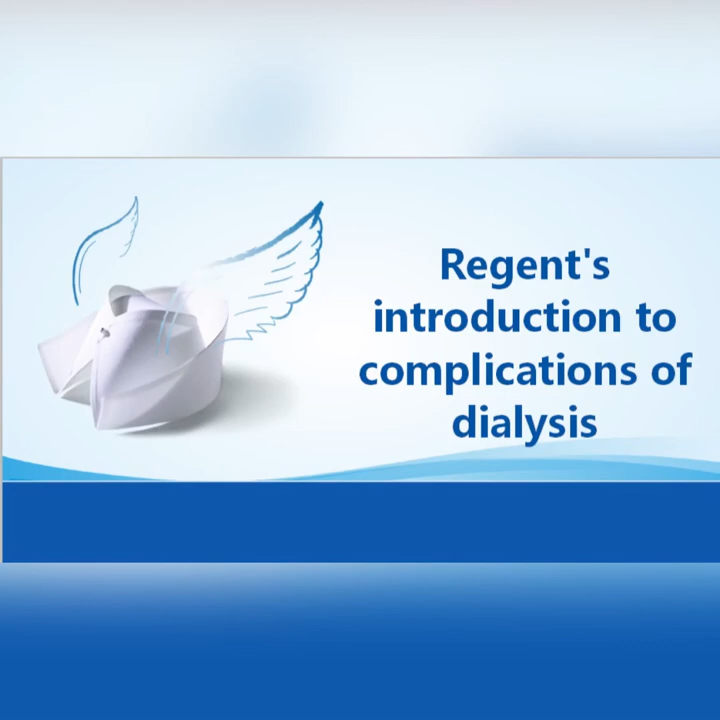 Regent's
introduction to
complications of
dialysis